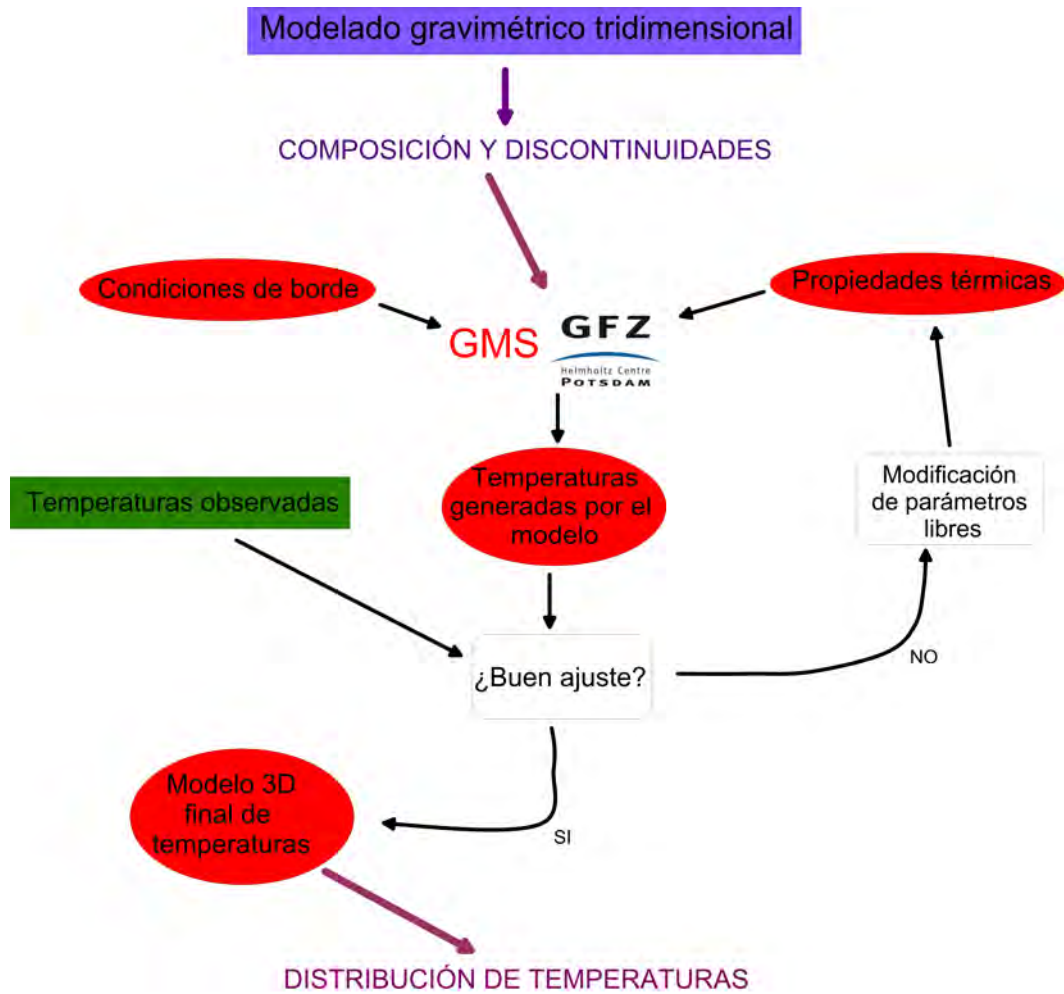 Modelado gravimétrico tridimensional
COMPOSICIÓN Y DISCONTINUIDADES
Condiciones de borde
Propiedades térmicas
GMS
GFZ
Helmholtz Centre
POTSDAM
Temperaturas
generadas por el
modelo
Temperaturas observadas
Modificación
de parámetros
libres
¿Buen ajuste?
NO
SI
Modelo 3D
final de
temperaturas
DISTRIBUCIÓN DE TEMPERATURAS